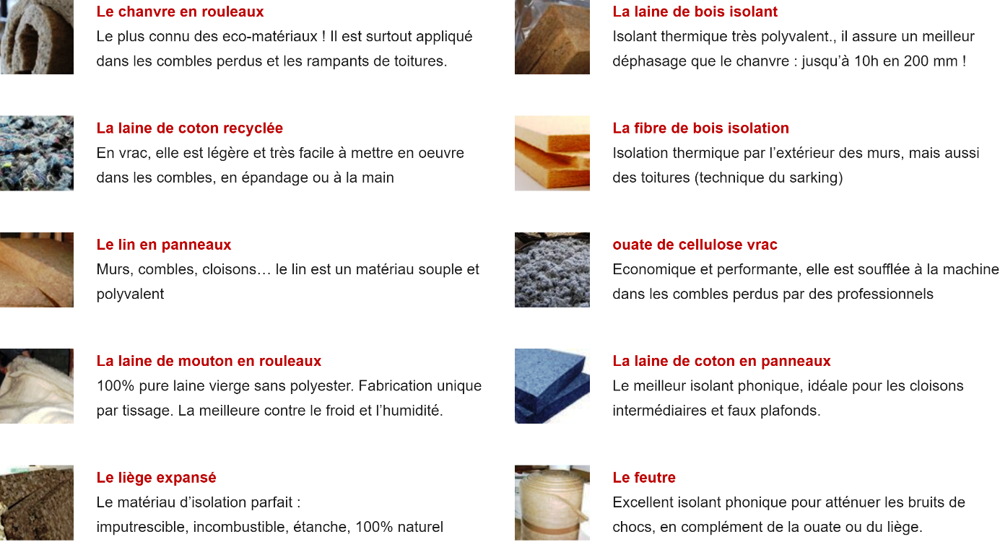 Le chanvre en rouleaux
Le plus connu des eco-matériaux ! Il est surtout appliqué
dans les combles perdus et les rampants de toitures.
La laine de bois isolant
Isolant thermique très polyvalent., il assure un meilleur
déphasage que le chanvre : jusqu’à 10h en 200 mm !
La laine de coton recyclée
En vrac, elle est légère et très facile à mettre en oeuvre
dans les combles, en épandage ou à la main
La fibre de bois isolation
Isolation thermique par l’extérieur des murs, mais aussi
des toitures (technique du sarking)
Le lin en panneaux
Murs, combles, cloisons… le lin est un matériau souple et
polyvalent
ouate de cellulose vrac
Economique et performante, elle est soufflée à la machine
dans les combles perdus par des professionnels
La laine de mouton en rouleaux
100% pure laine vierge sans polyester. Fabrication unique
par tissage. La meilleure contre le froid et l’humidité.
La laine de coton en panneaux
Le meilleur isolant phonique, idéale pour les cloisons
intermédiaires et faux plafonds.
Le liège expansé
Le matériau d’isolation parfait :
imputrescible, incombustible, étanche, 100% naturel
Le feutre
Excellent isolant phonique pour atténuer les bruits de
chocs, en complément de la ouate ou du liège.